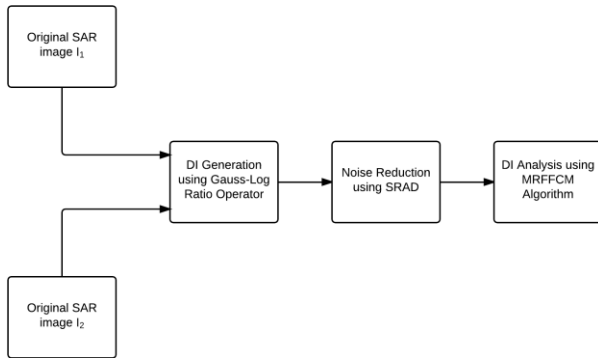 Original SAR
image I₁
DI Generation
using Gauss-Log
Ratio Operator
Noise Reduction
using SRAD
DI Analysis using
MRFFCM
Algorithm
Original SAR
image I₂